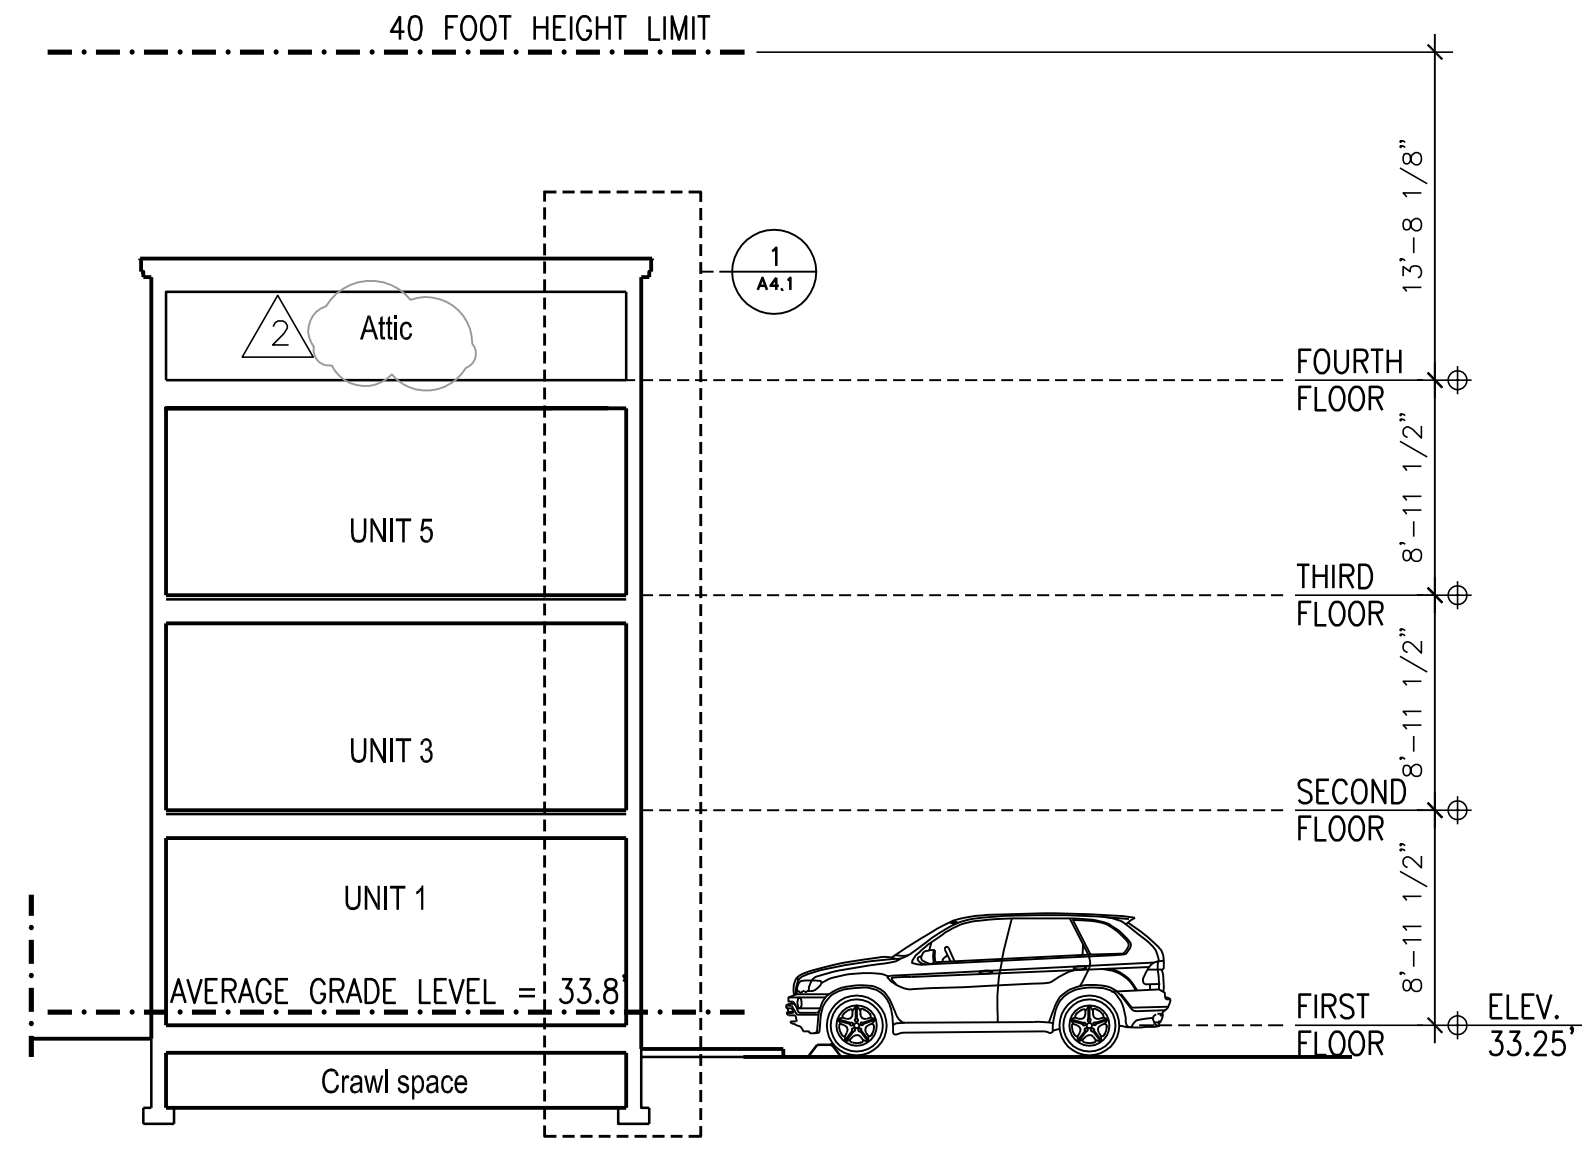 40 FOOT HEIGHT LIMIT
13'-8 1/8"
1
A4.1
2
Attic
FOURTH
FLOOR
8'-11 1/2"
UNIT 5
THIRD
FLOOR
8'-11 1/2"
UNIT 3
SECOND
FLOOR
8'-11 1/2"
UNIT 1
AVERAGE GRADE LEVEL = 33.8'
FIRST
FLOOR
ELEV.
33.25'
Crawl space